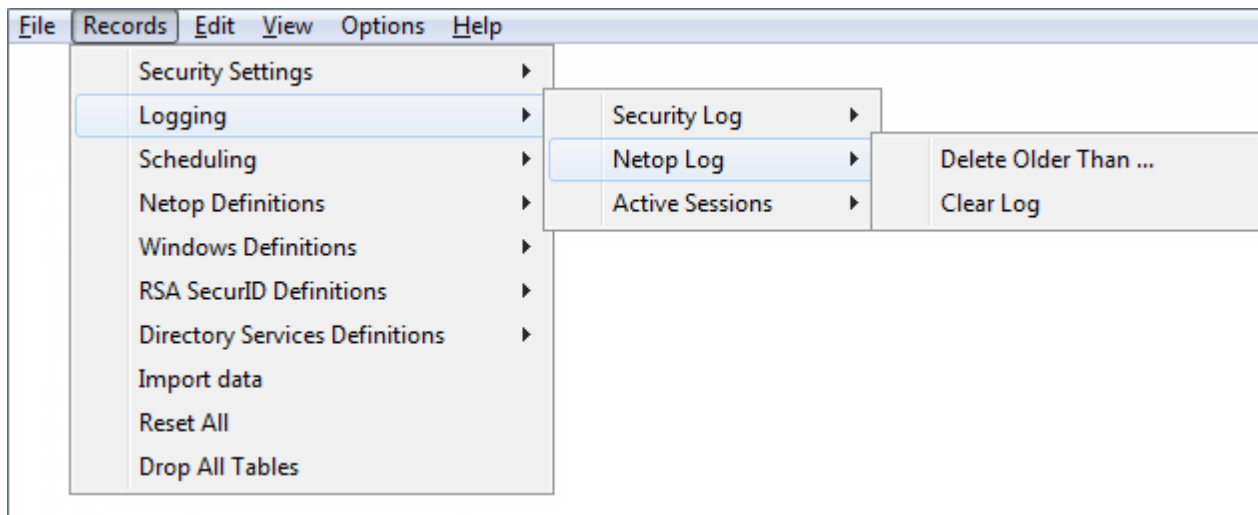 File Records Edit View Options Help
Security Settings
Logging
Scheduling
Netop Definitions
Windows Definitions
RSA SecurID Definitions
Directory Services Definitions
Import data
Reset All
Drop All Tables
Security Log
Netop Log
Active Sessions
Delete Older Than ...
Clear Log